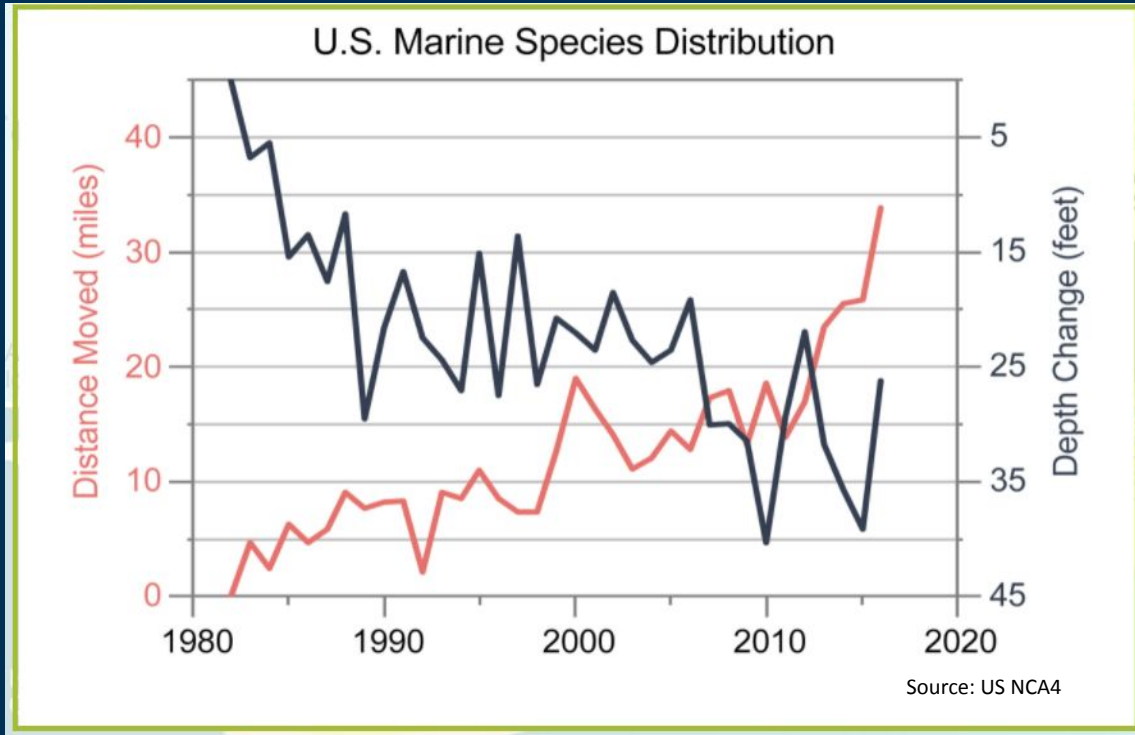 U.S. Marine Species Distribution
Distance Moved (miles)
40
30
20
10
0
5
15
25
35
45
Depth Change (feet)
1980 1990 2000 2010 2020
Source: US NCA4